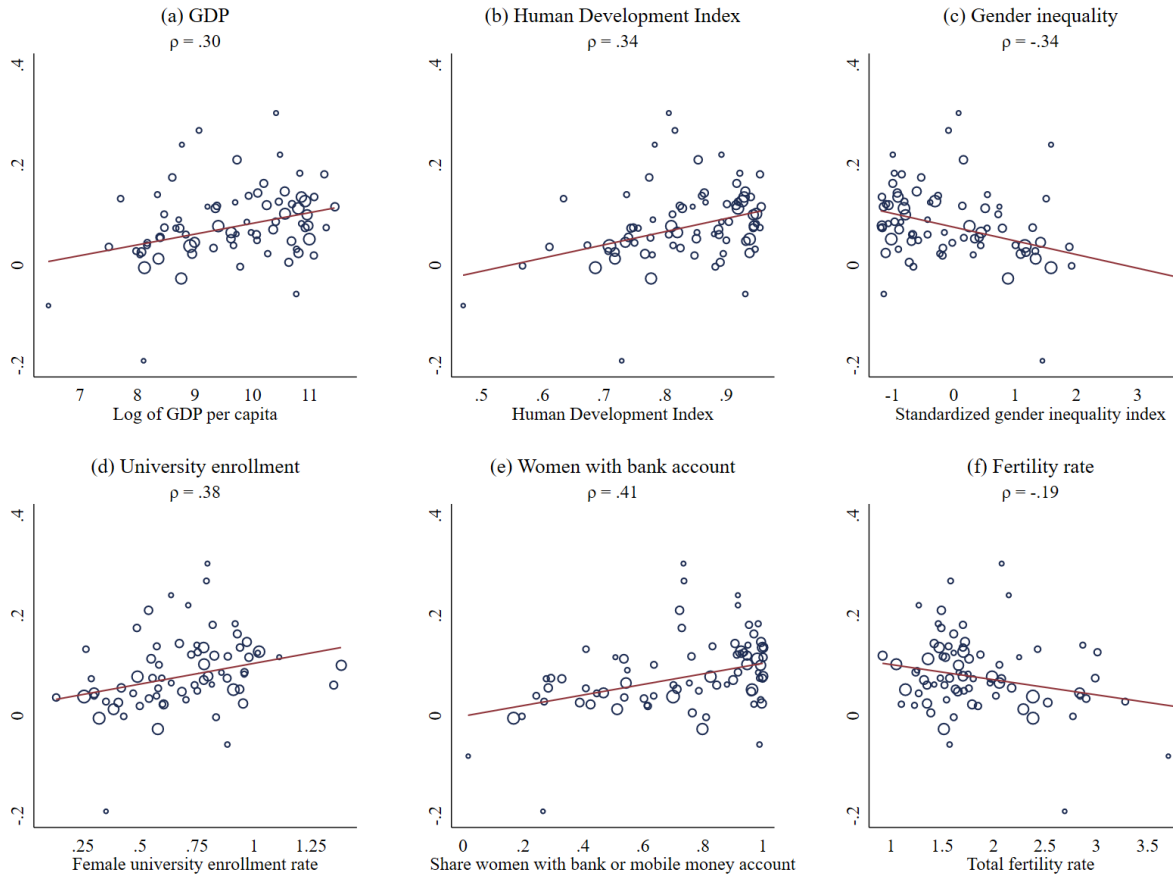 (a) GDP
ρ = .30
.4
.2
0
-.2
7 8 9 10 11
Log of GDP per capita
(b) Human Development Index
ρ = .34
.5 .6 .7 .8 .9
Human Development Index
(c) Gender inequality
ρ = -.34
.4
.2
0
-.2
-1 0 1 2 3
Standardized gender inequality index
(d) University enrollment
ρ = .38
.4
.2
0
-.2
.25 .5 .75 1 1.25
Female university enrollment rate
(e) Women with bank account
ρ = .41
.4
.2
0
-.2
0 .2 .4 .6 .8 1
Share women with bank or mobile money account
(f) Fertility rate
ρ = -.19
.4
.2
0
-.2
1 1.5 2 2.5 3 3.5
Total fertility rate